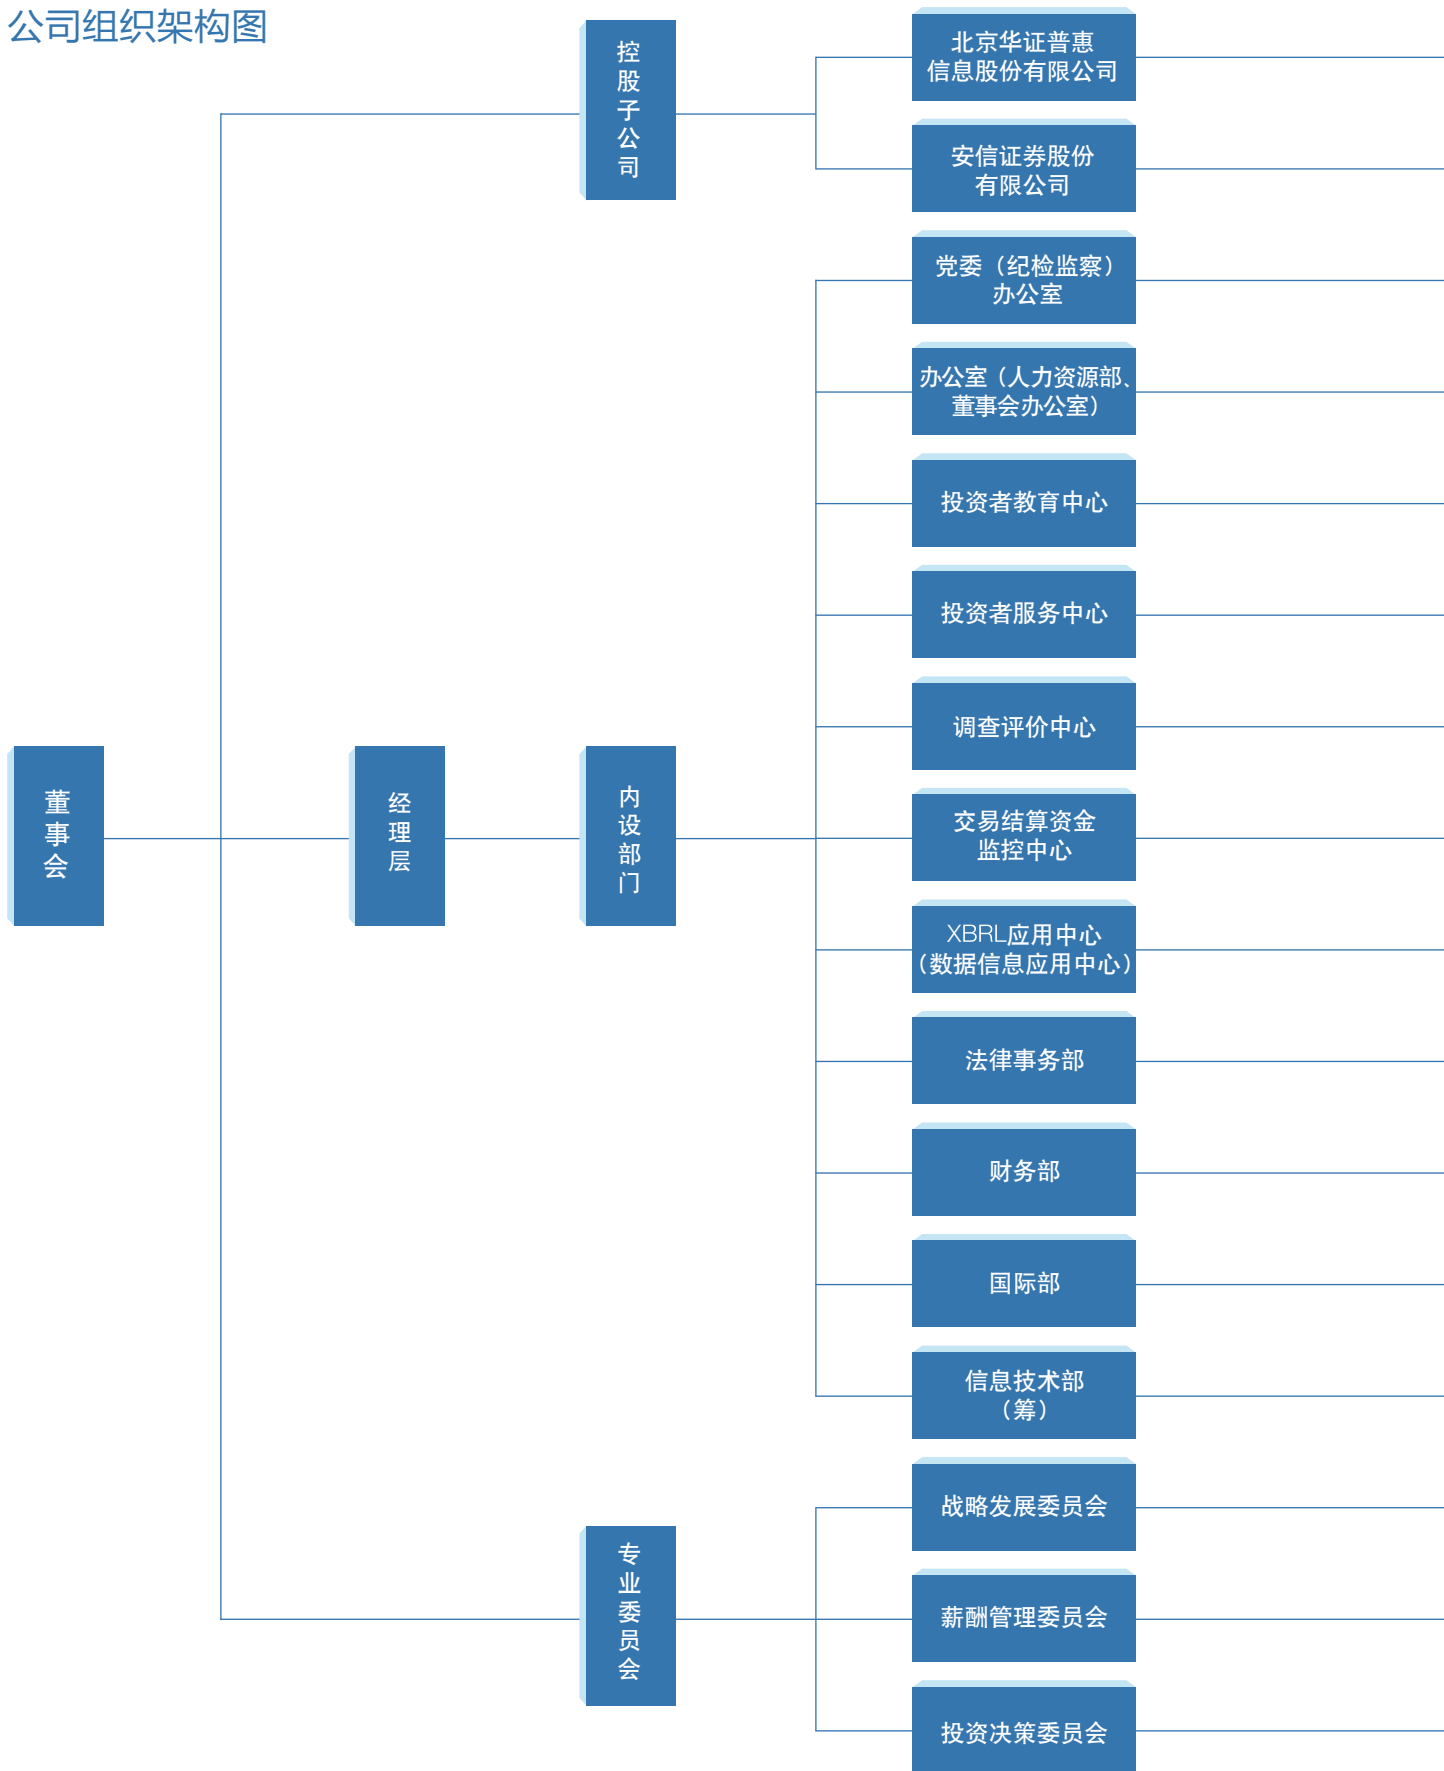 公司组织架构图
控股子公司
北京华证普惠
信息股份有限公司
安信证券股份
有限公司
党委（纪检监察）
办公室
办公室（人力资源部、
董事会办公室）
投资者教育中心
投资者服务中心
调查评价中心
董事会
经理层
内设部门
交易结算资金
监控中心
XBRL应用中心
（数据信息应用中心）
法律事务部
财务部
国际部
信息技术部
（筹）
专业委员会
战略发展委员会
薪酬管理委员会
投资决策委员会